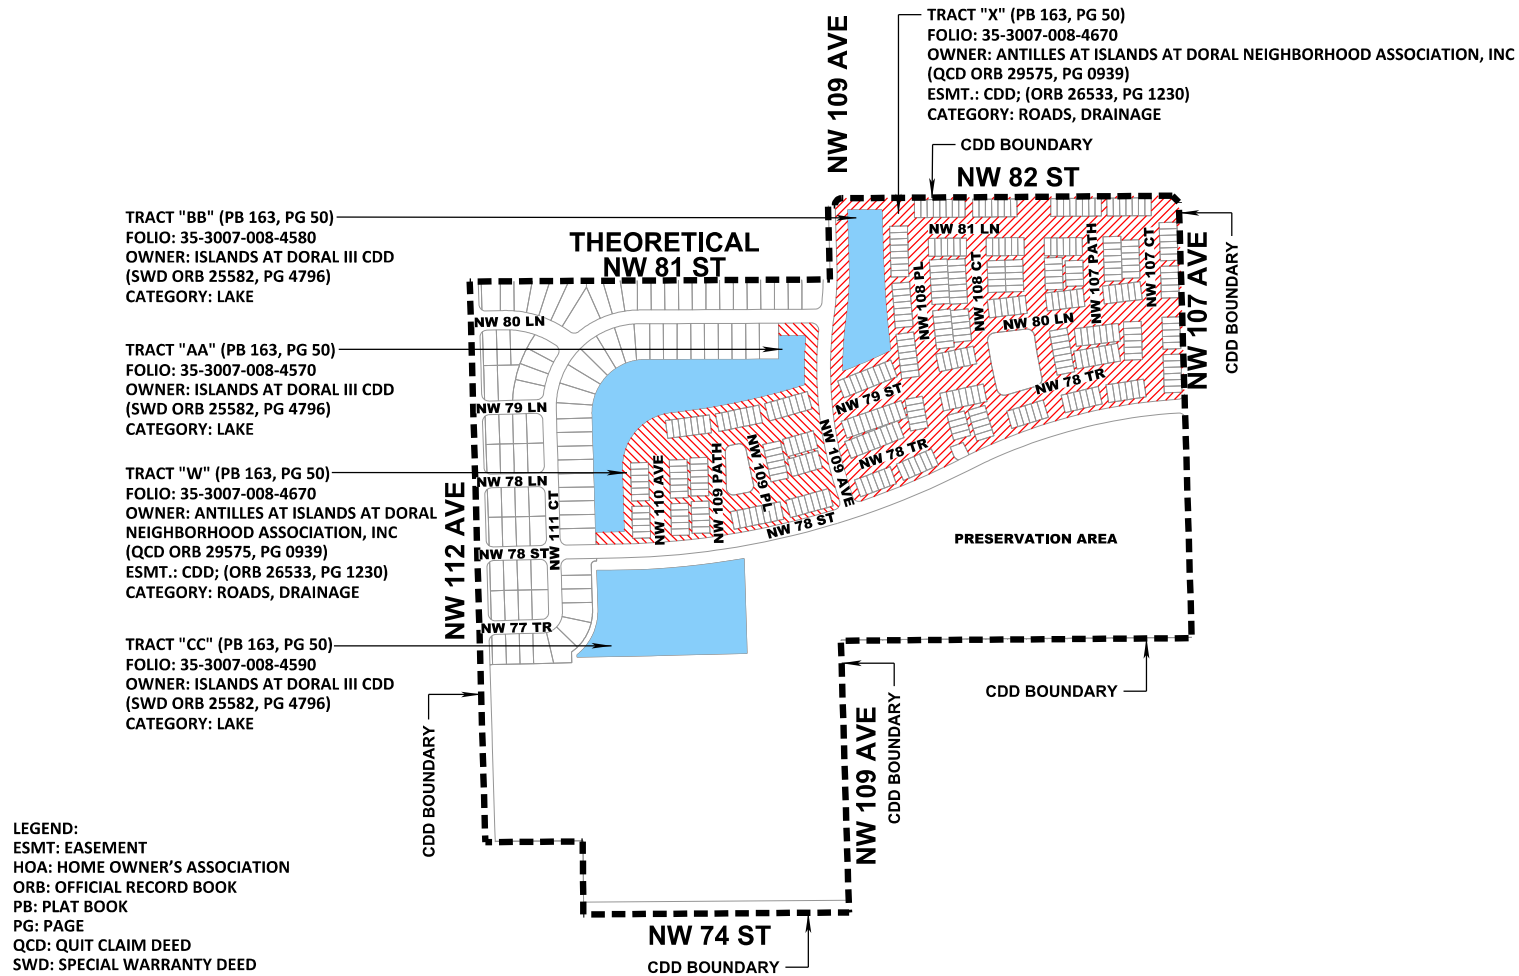 TRACT "X" (PB 163, PG 50)
FOLIO: 35-3007-008-4670
OWNER: ANTILLES AT ISLANDS AT DORAL NEIGHBORHOOD ASSOCIATION, INC
(QCD ORB 29575, PG 0939)
ESMT.: CDD; (ORB 26533, PG 1230)
CATEGORY: ROADS, DRAINAGE
NW 109 AVE
CDD BOUNDARY
NW 82 ST
TRACT "BB" (PB 163, PG 50)
FOLIO: 35-3007-008-4580
OWNER: ISLANDS AT DORAL III CDD
(SWD ORB 25582, PG 4796)
CATEGORY: LAKE
THEORETICAL
NW 81 ST
NW 81 LN
NW 108 PL
NW 108 CT
NW 107 PATH
NW 107 CT
NW 107 AVE
CDD BOUNDARY
NW 80 LN
NW 80 LN
TRACT "AA" (PB 163, PG 50)
FOLIO: 35-3007-008-4570
OWNER: ISLANDS AT DORAL III CDD
(SWD ORB 25582, PG 4796)
CATEGORY: LAKE
NW 79 LN
NW 79 ST
NW 78 TR
NW 78 TR
NW 109 AVE
TRACT "W" (PB 163, PG 50)
FOLIO: 35-3007-008-4670
OWNER: ANTILLES AT ISLANDS AT DORAL
NEIGHBORHOOD ASSOCIATION, INC
(QCD ORB 29575, PG 0939)
ESMT.: CDD; (ORB 26533, PG 1230)
CATEGORY: ROADS, DRAINAGE
NW 112 AVE
NW 78 LN
NW 111 CT
NW 110 AVE
NW 109 PATH
NW 109 PL
NW 78 ST
NW 78 ST
PRESERVATION AREA
NW 77 TR
TRACT "CC" (PB 163, PG 50)
FOLIO: 35-3007-008-4590
OWNER: ISLANDS AT DORAL III CDD
(SWD ORB 25582, PG 4796)
CATEGORY: LAKE
CDD BOUNDARY
NW 109 AVE
CDD BOUNDARY
CDD BOUNDARY
NW 74 ST
CDD BOUNDARY
LEGEND:
ESMT: EASEMENT
HOA: HOME OWNER'S ASSOCIATION
ORB: OFFICIAL RECORD BOOK
PB: PLAT BOOK
PG: PAGE
QCD: QUIT CLAIM DEED
SWD: SPECIAL WARRANTY DEED